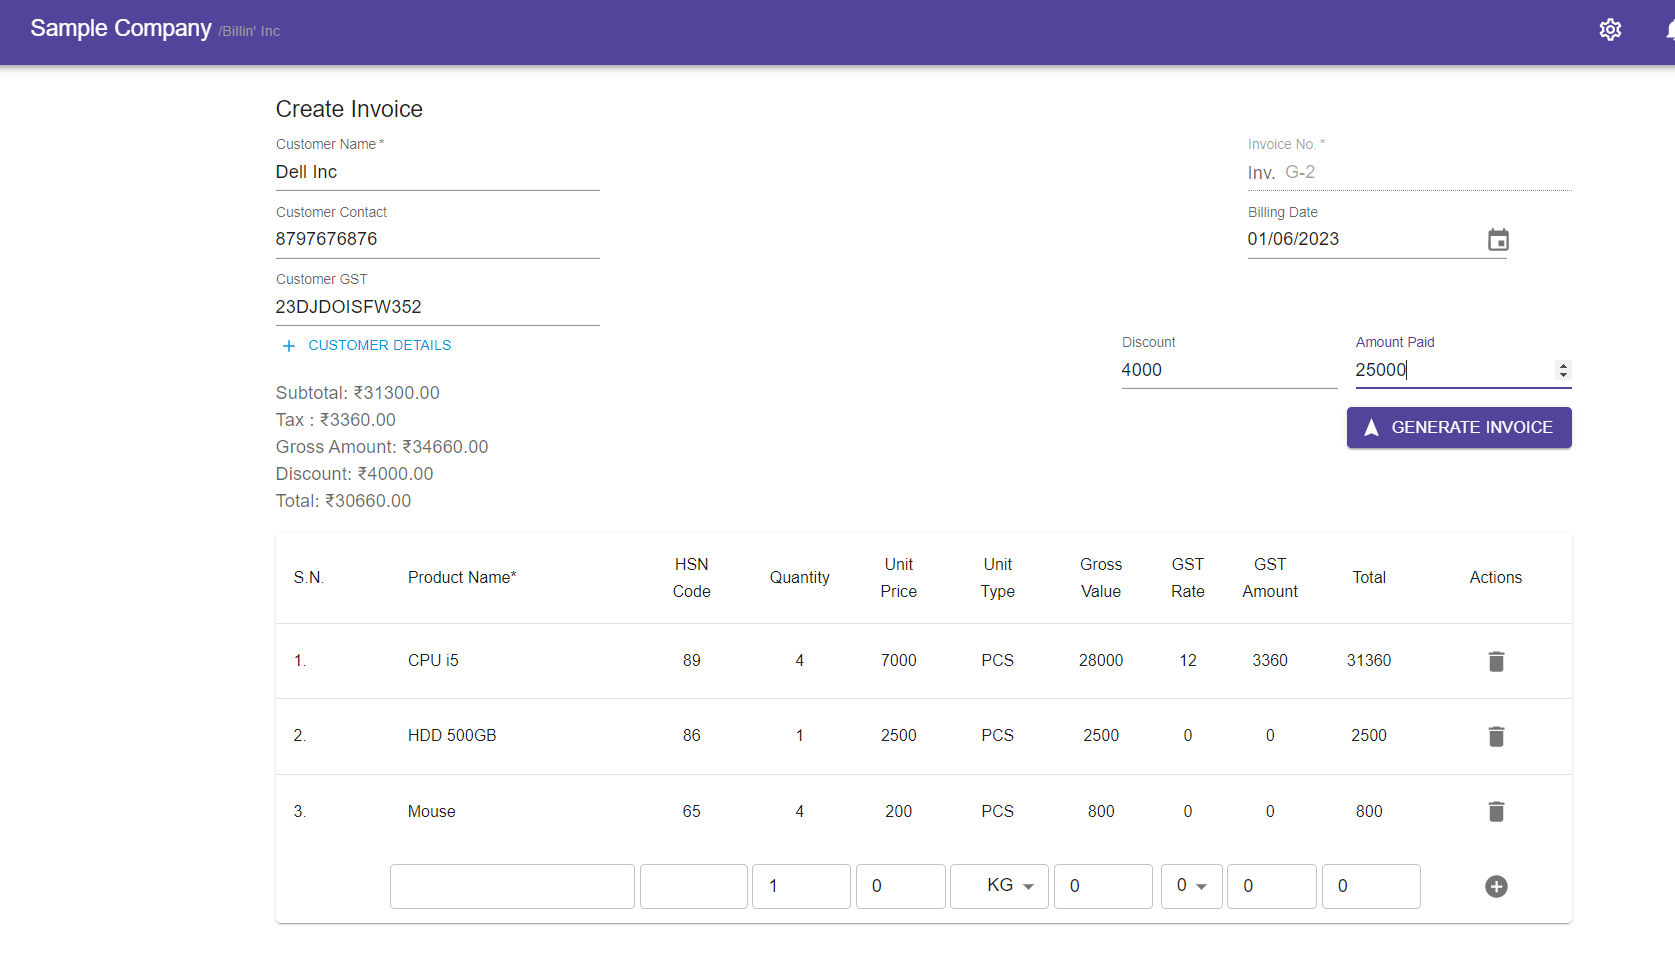 Sample Company /Billin' Inc
Create Invoice
Customer Name *
Dell Inc
Invoice No. *
Inv. G-2
Customer Contact
8797676876
Billing Date
01/06/2023
Customer GST
23DJDOISFW352
+ CUSTOMER DETAILS
Discount
4000
Amount Paid
25000
GENERATE INVOICE
Subtotal: ₹31300.00
Tax : ₹3360.00
Gross Amount: ₹34660.00
Discount: ₹4000.00
Total: ₹30660.00
S.N. Product Name* HSN Code Quantity Unit Price Unit Type Gross Value GST Rate GST Amount Total Actions
1. CPU i5 89 4 7000 PCS 28000 12 3360 31360
2. HDD 500GB 86 1 2500 PCS 2500 0 0 2500
3. Mouse 65 4 200 PCS 800 0 0 800
1 0 KG 0 0 0 0